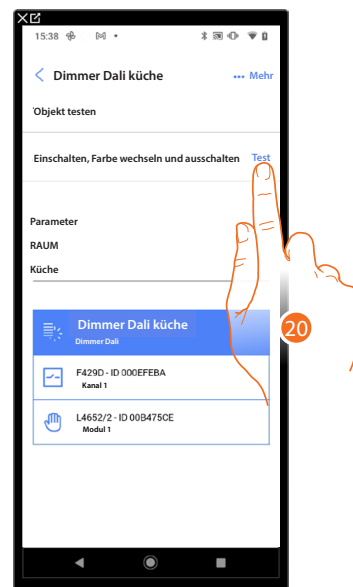 15:38
Dimmer Dali küche
••• Mehr
Objekt testen
Einschalten, Farbe wechseln und ausschalten Test
Parameter
RAUM
Küche
Dimmer Dali küche
Dimmer Dali
F429D - ID 000EFEBA
Kanal 1
L4652/2 - ID 00B475CE
Modul 1
20